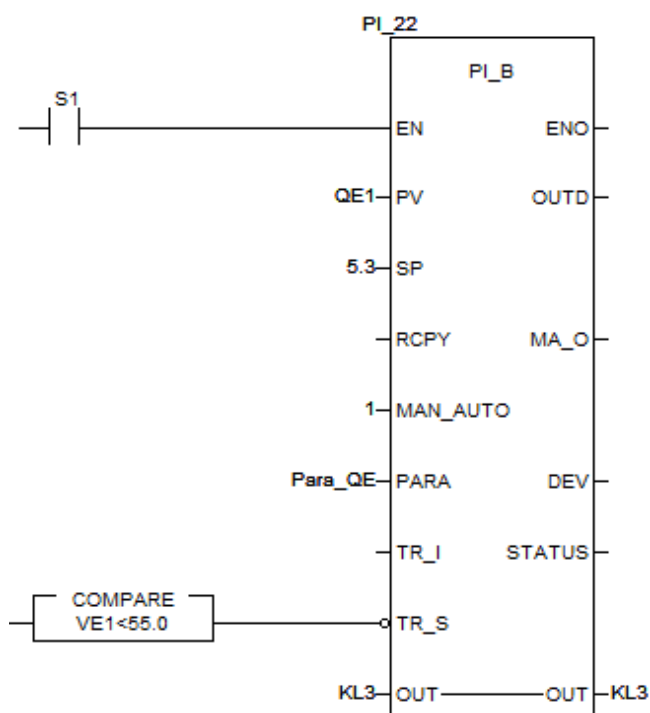 PI_22
PI_B
S1
EN ENO
QE1 PV OUTD
5.3 SP
RCPY MA_O
1 MAN_AUTO
Para_QE PARA DEV
TR_I STATUS
COMPARE
VE1<55.0 TR_S
KL3 OUT OUT KL3